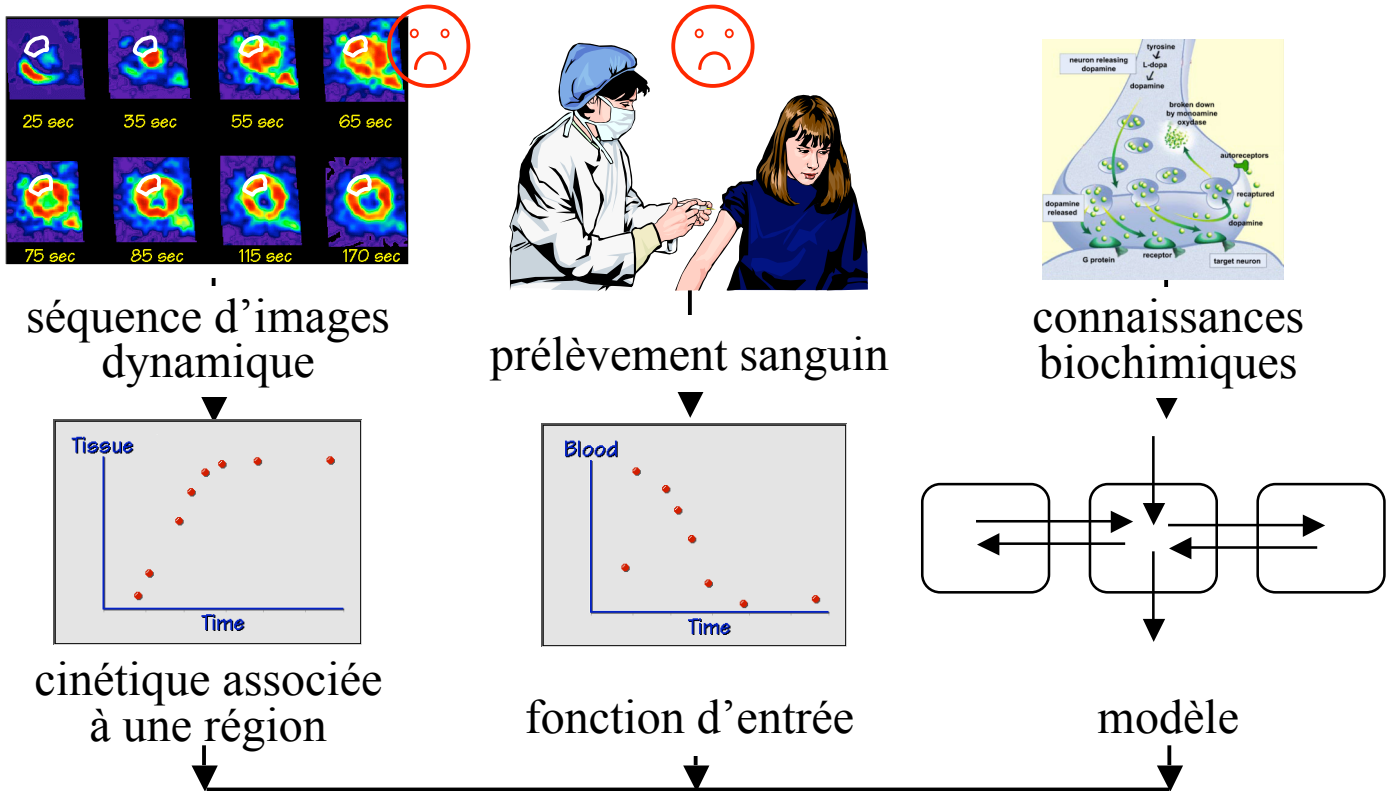 25 sec
35 sec
55 sec
65 sec
75 sec
85 sec
115 sec
170 sec
tyrosine
L-dopa
dopamine
neuron releasing
dopamine
broken down
by monoamine
oxydase
autoreceptors
recaptured
dopamine
released
dopamine
G protein
receptor
target neuron
séquence d’images
dynamique
prélèvement sanguin
connaissances
biochimiques
Tissue
Time
Blood
Time
cinétique associée
à une région
fonction d’entrée
modèle